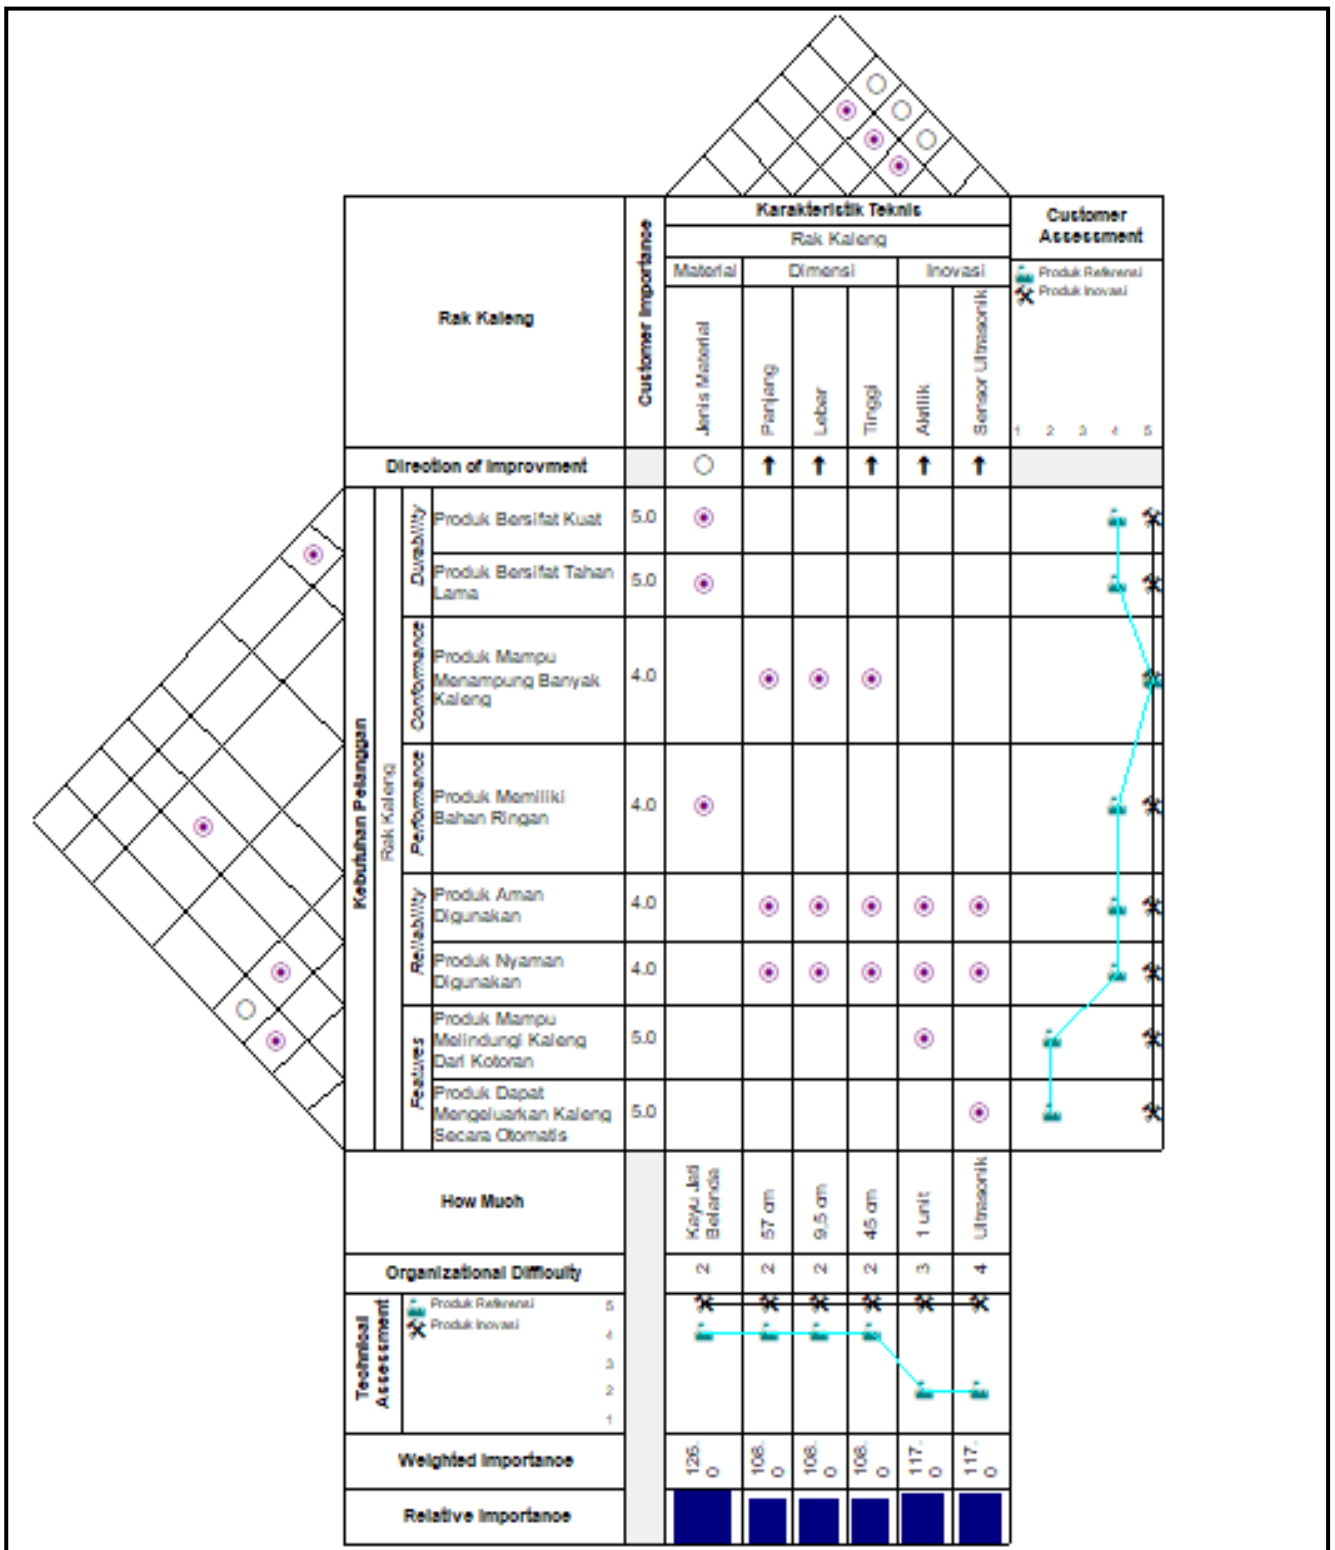 Karakteristik Teknis
Rak Kaleng
Material
Dimensi
Inovasi
Customer
Assessment
Produk Referensi
Produk Inovasi
Rak Kaleng
Customer Importance
Jenis Material
Panjang
Lebar
Tinggi
Akrilik
Sensor Ultrasonik
1 2 3 4 5
Direction of Improvment
Kebutuhan Pelanggan
Rak Kaleng
Durability
Produk Bersifat Kuat
5.0
Produk Bersifat Tahan
Lama
5.0
Conformance
Produk Mampu
Menampung Banyak
Kaleng
4.0
Performance
Produk Memiliki
Bahan Ringan
4.0
Reliability
Produk Aman
Digunakan
4.0
Produk Nyaman
Digunakan
4.0
Features
Produk Mampu
Melindungi Kaleng
Dari Kotoran
5.0
Produk Dapat
Mengeluarkan Kaleng
Secara Otomatis
5.0
How Much
Kayu Jati
Belanda
57 cm
9,5 cm
45 cm
1 unit
Ultrasonik
Organizational Difficulty
2 2 2 2 3 4
Technical
Assessment
Produk Referensi
Produk Inovasi
5
4
3
2
1
Weighted Importance
126.
0
108.
0
108.
0
108.
0
117.
0
117.
0
Relative Importance